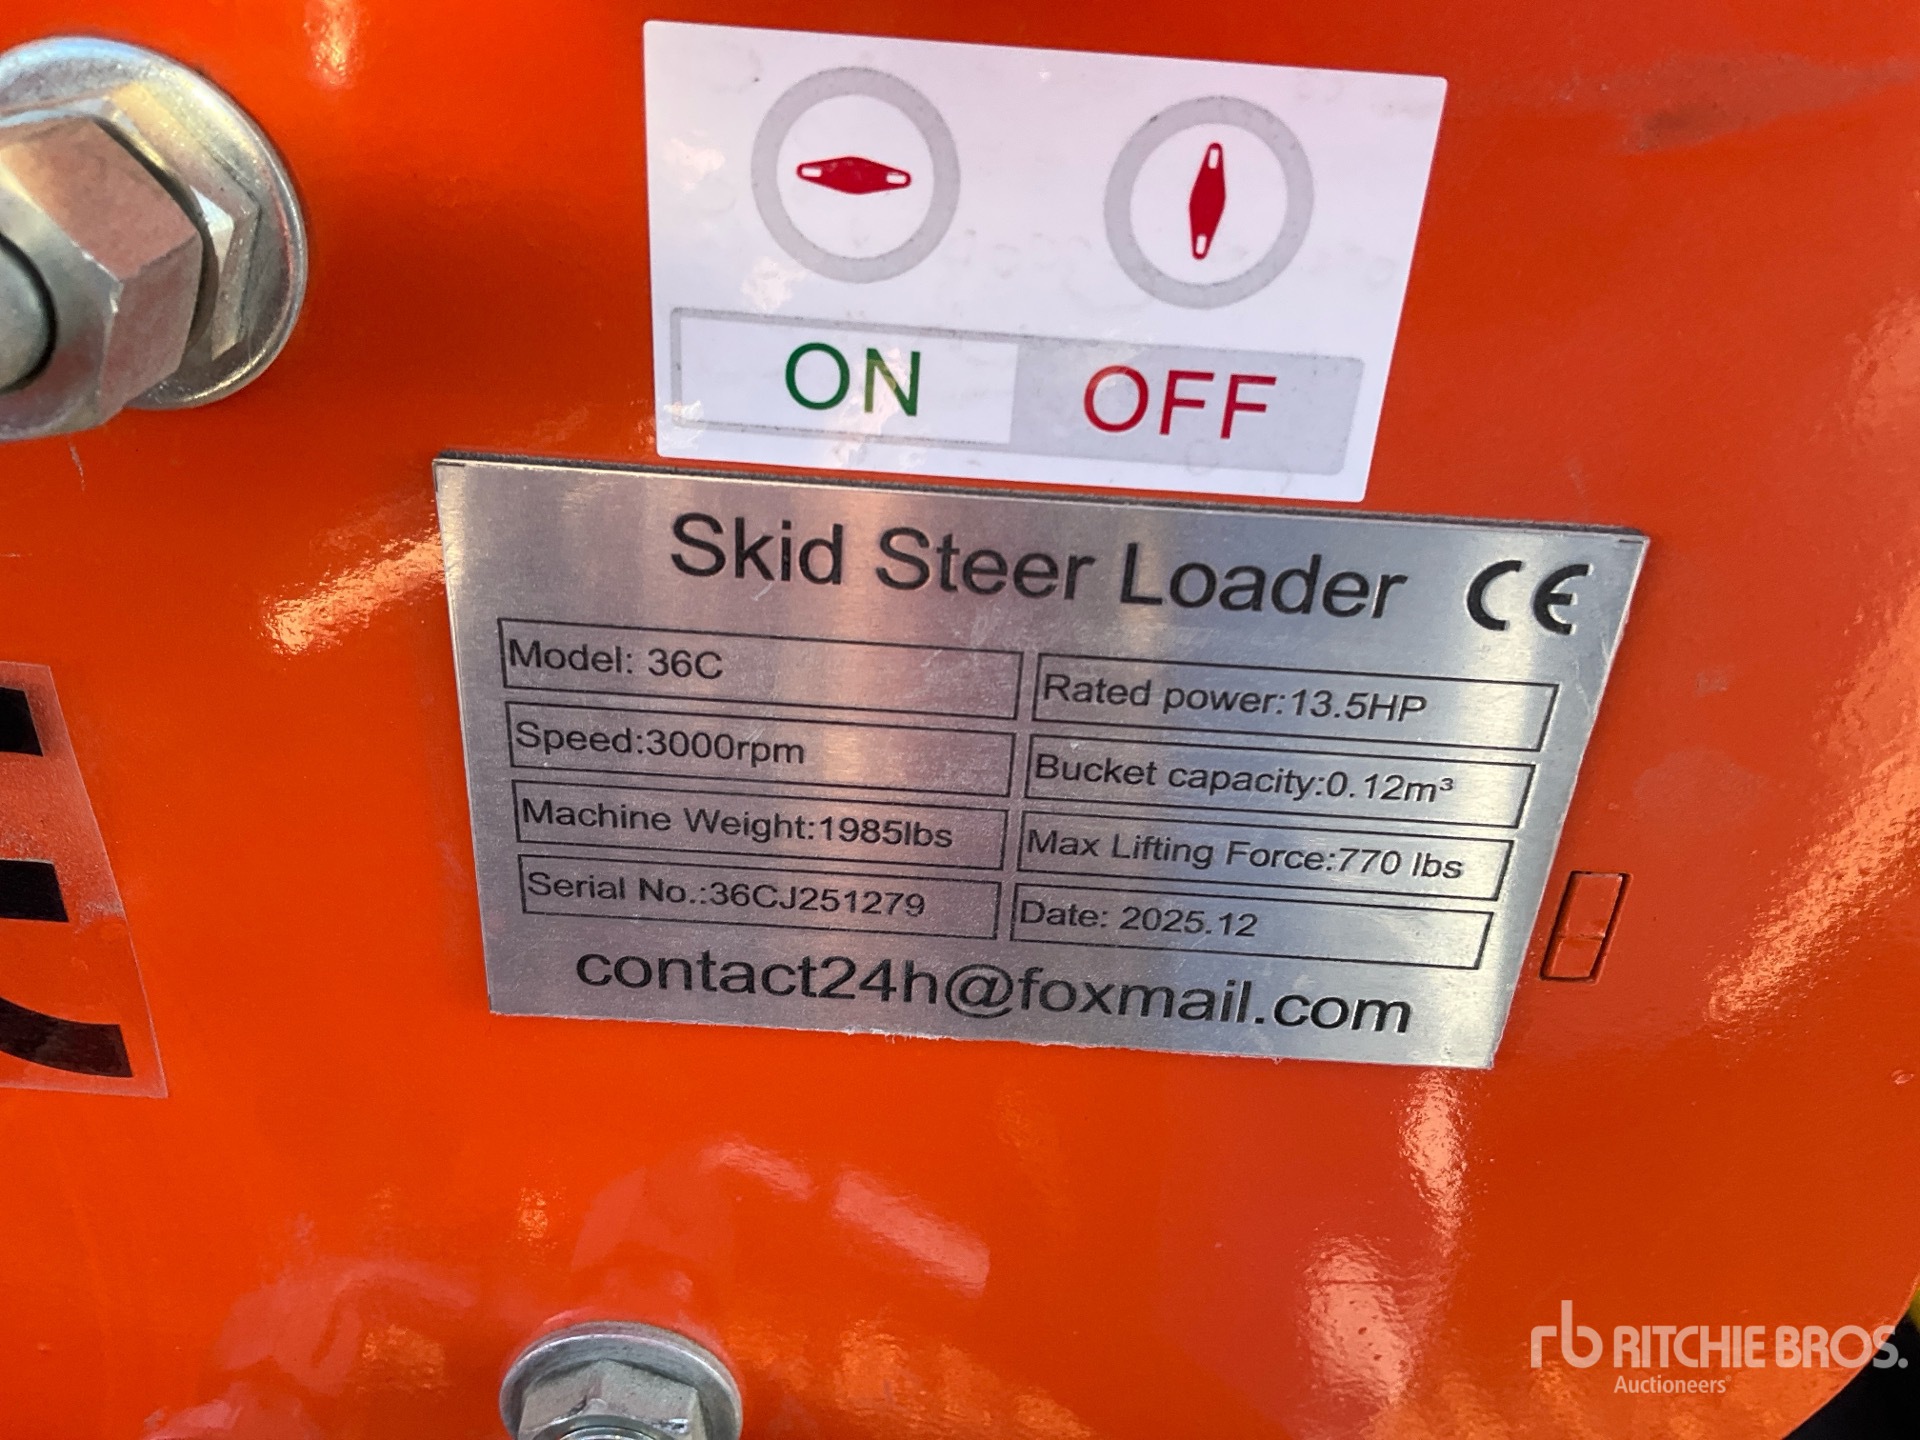 ON OFF
Skid Steer Loader CE
Model: 36C
Rated power:13.5HP
Speed:3000rpm
Bucket capacity:0.12m³
Machine Weight:1985lbs
Max Lifting Force:770 lbs
Serial No.:36CJ251279
Date: 2025.12
contact24h@foxmail.com
rb RITCHIE BROS.
Auctioneers